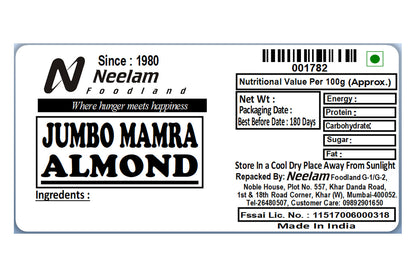 Since : 1980
N Neelam
Foodland
Where hunger meets happiness
JUMBO MAMRA
ALMOND
Ingredients :
001782
Nutritional Value Per 100g (Approx.)
Net Wt :
Packaging Date :
Best Before Date : 180 Days
Energy :
Protein :
Carbohydrate:
Sugar :
Fat :
Store In a Cool Dry Place Away From Sunlight
Repacked By: Neelam Foodland G-1/G-2,
Noble House, Plot No. 557, Khar Danda Road,
1st & 18th Road Corner, Khar (W), Mumbai-400052.
Tel-26480507, Customer Care: 09892901650
Fssai Lic. No. : 11517006000318
Made In India